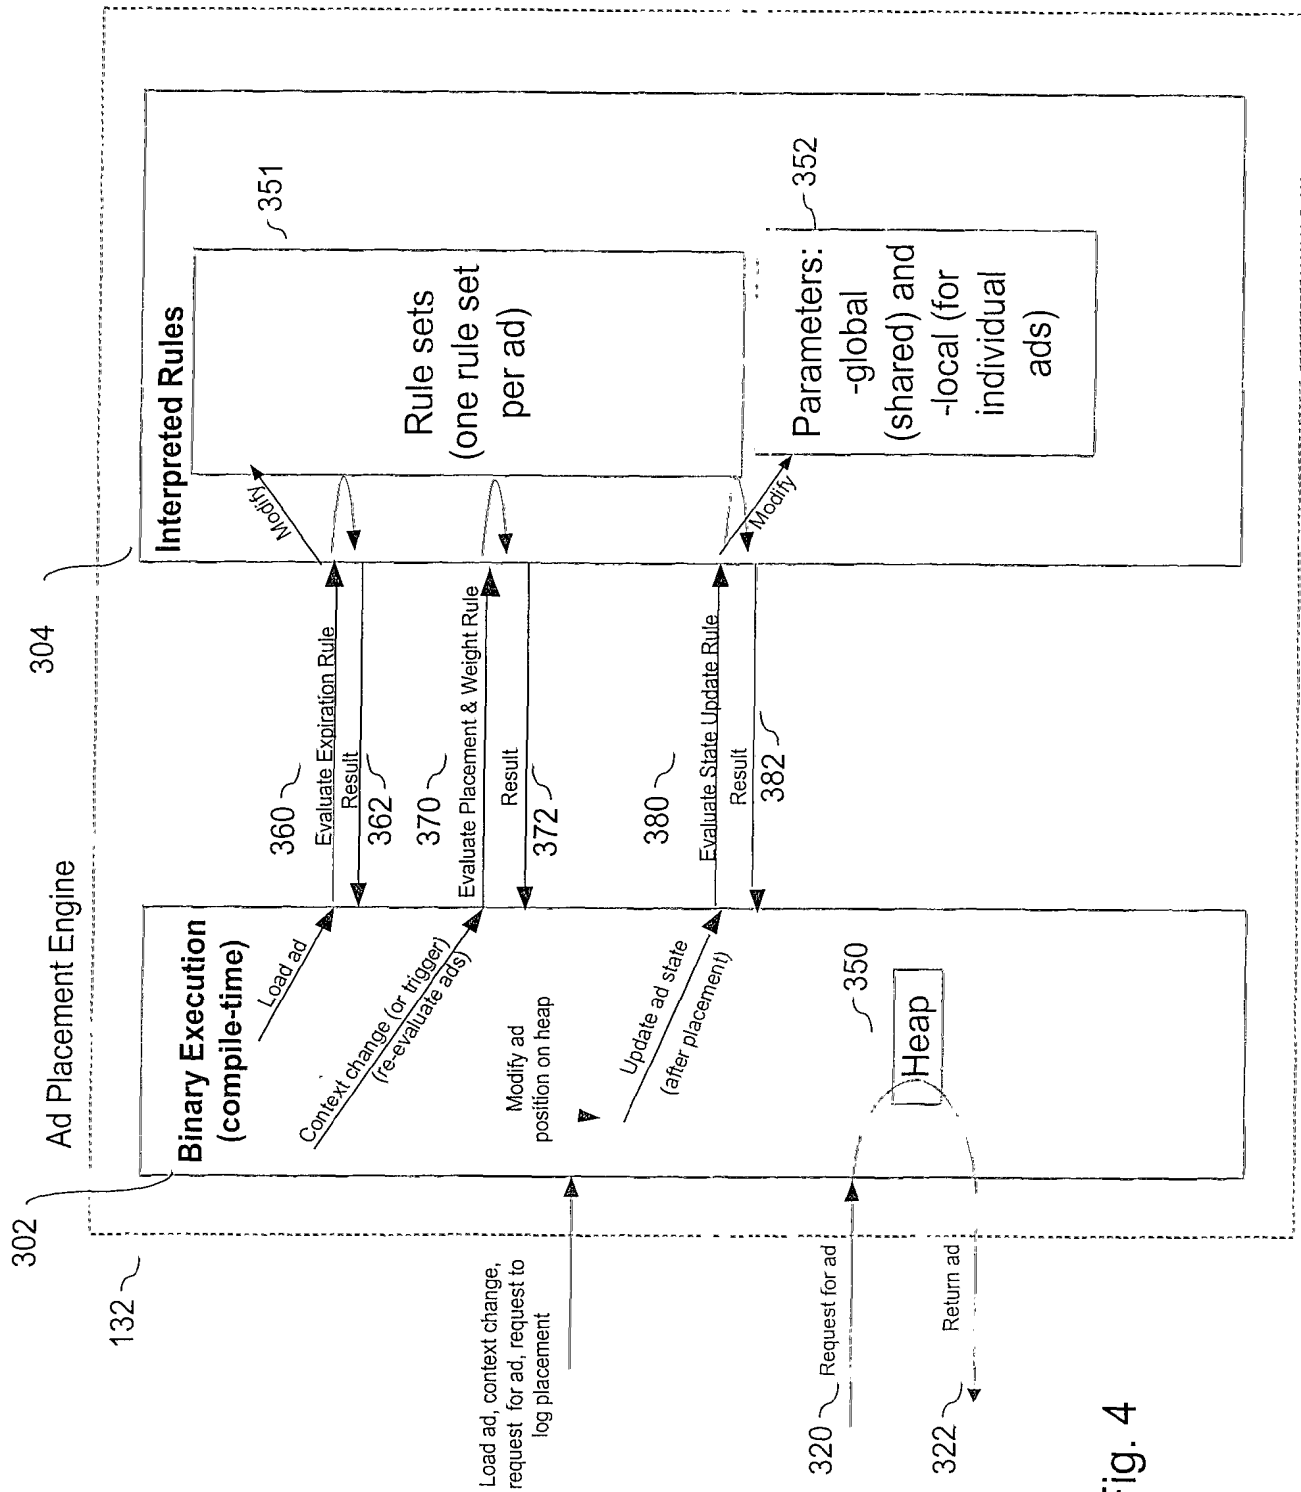 Ad Placement Engine
132
302
Binary Execution
(compile-time)
Load ad
Context change (or trigger)
(re-evaluate ads)
Modify ad
position on heap
Update ad state
(after placement)
350
Heap
Load ad, context change,
request for ad, request to
log placement
320
Request for ad
322
Return ad
360
Evaluate Expiration Rule
Result
362
370
Evaluate Placement & Weight Rule
Result
372
380
Evaluate State Update Rule
Result
382
304
Interpreted Rules
Modify
351
Rule sets
(one rule set
per ad)
Modify
352
Parameters:
-global
(shared) and
-local (for
individual
ads)
Fig. 4